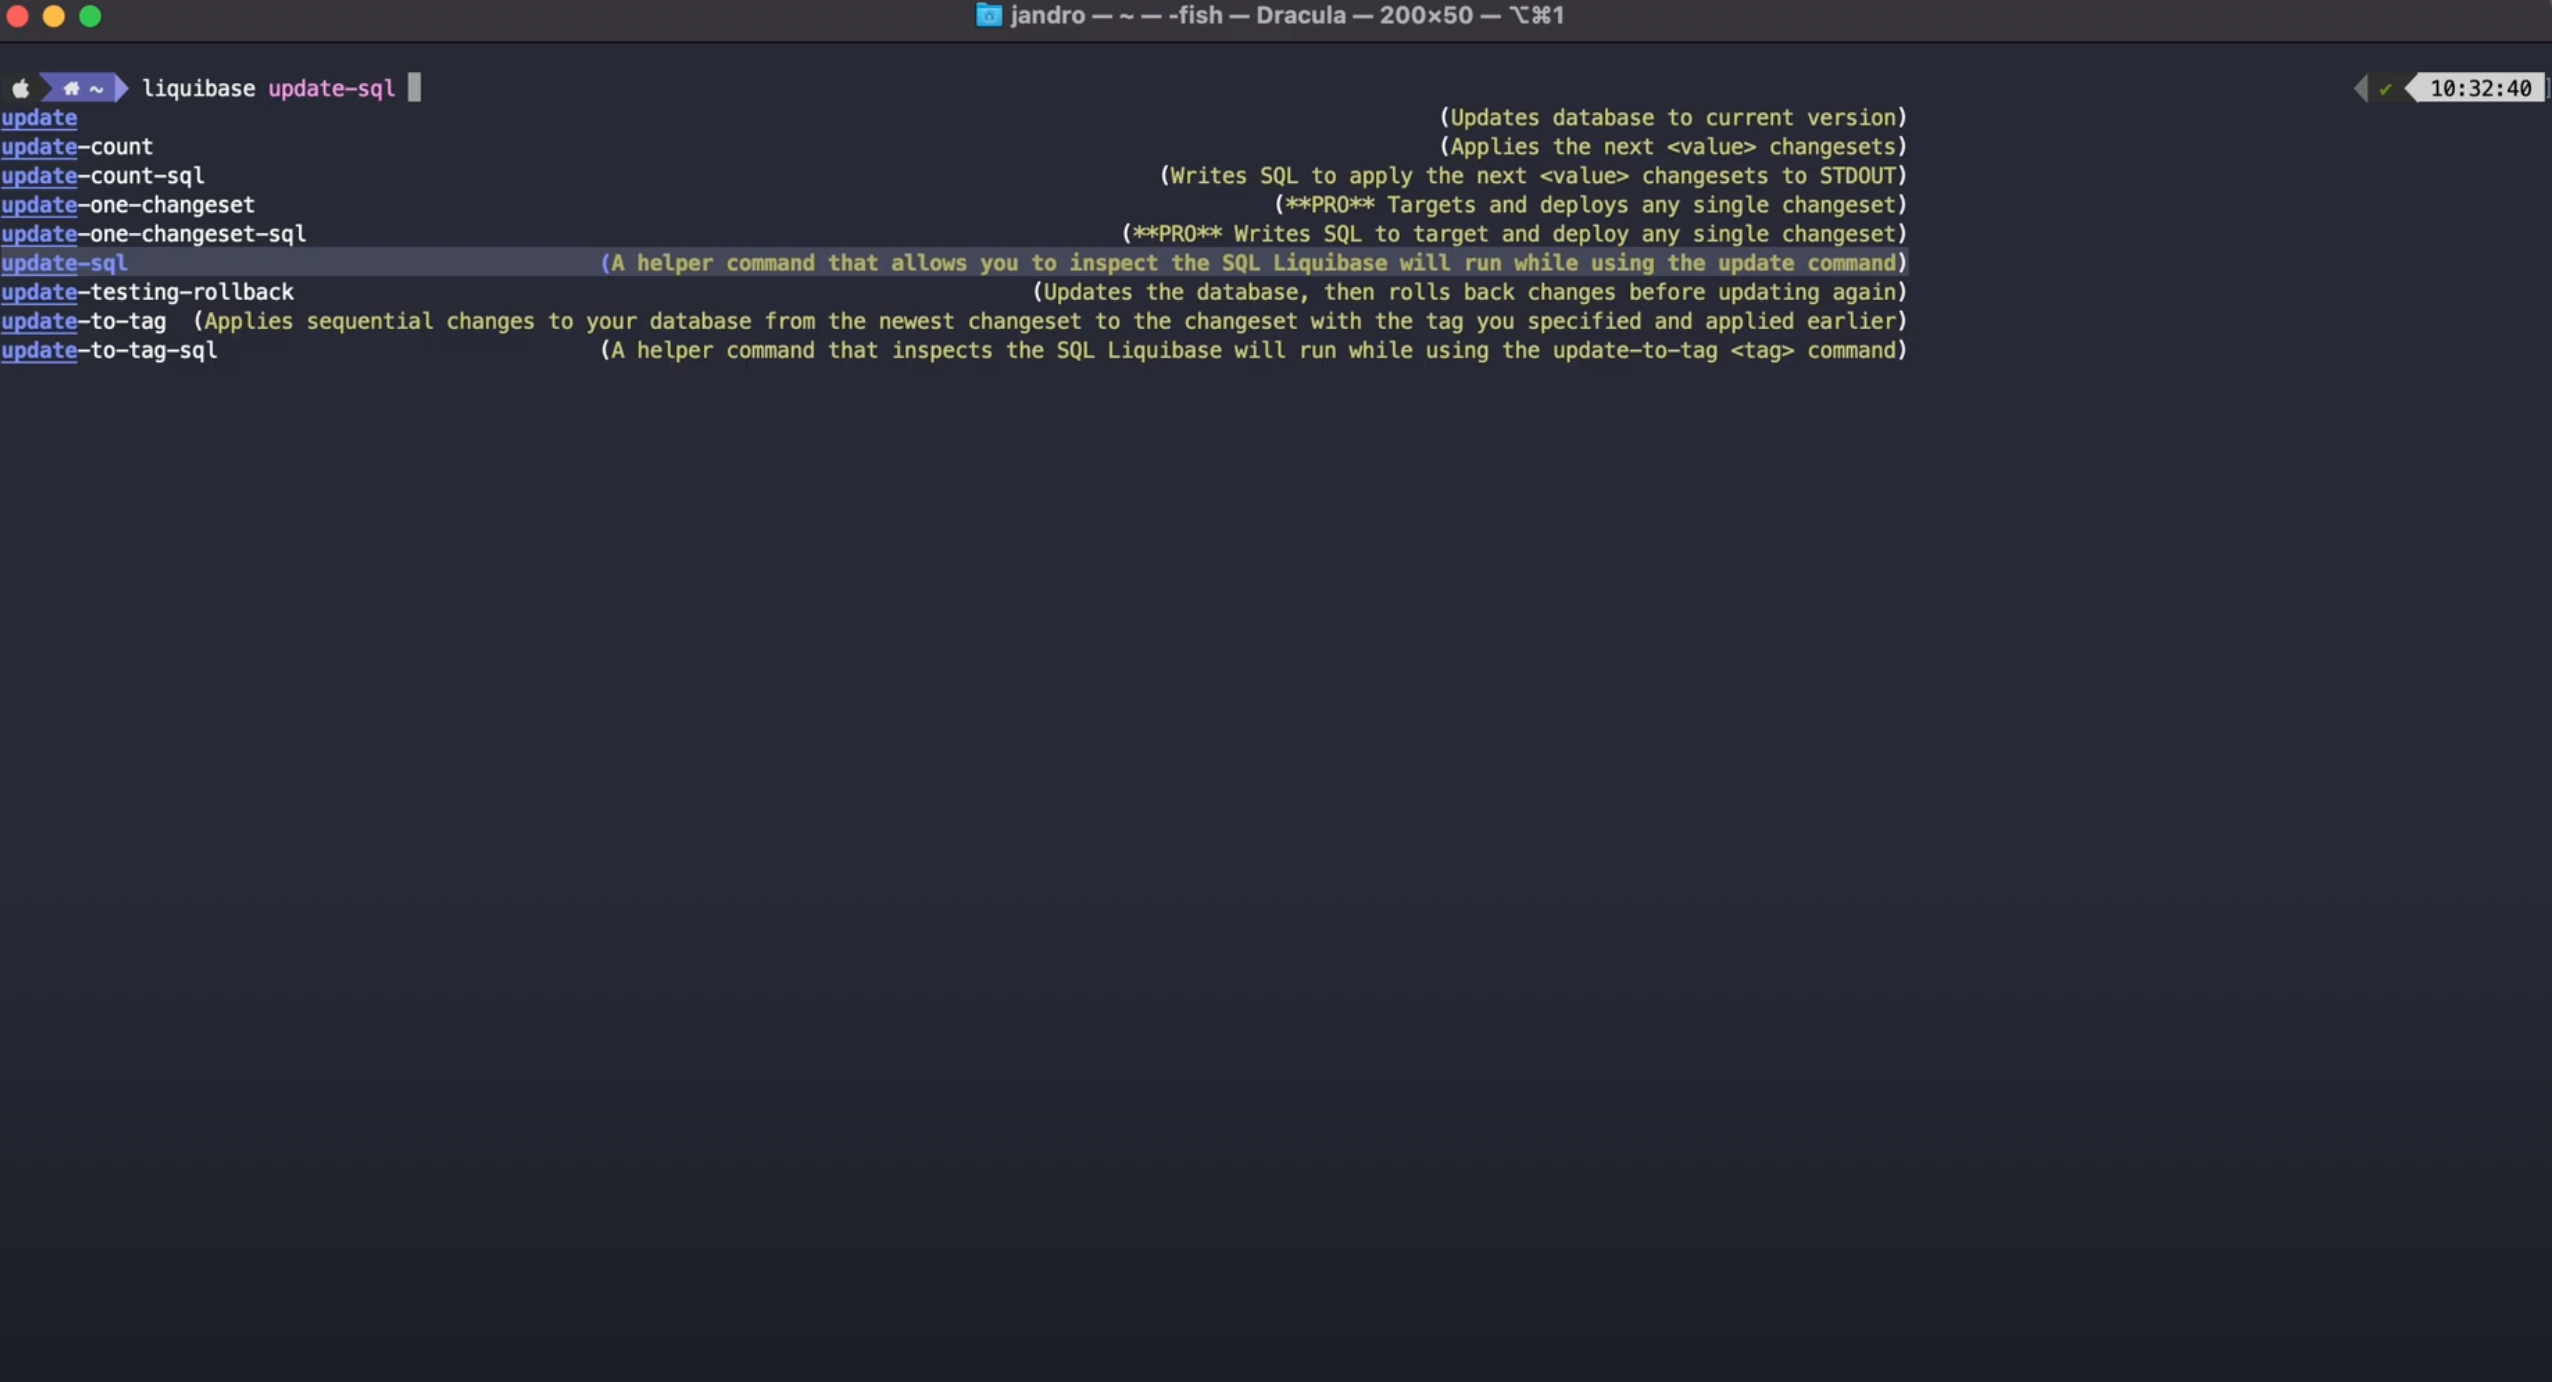 jandro — ~ — -fish — Dracula — 200×50 — ⌥⌘1
~ liquibase update-sql ✔ 10:32:40
update (Updates database to current version)
update-count (Applies the next <value> changesets)
update-count-sql (Writes SQL to apply the next <value> changesets to STDOUT)
update-one-changeset (**PRO** Targets and deploys any single changeset)
update-one-changeset-sql (**PRO** Writes SQL to target and deploy any single changeset)
update-sql (A helper command that allows you to inspect the SQL Liquibase will run while using the update command)
update-testing-rollback (Updates the database, then rolls back changes before updating again)
update-to-tag (Applies sequential changes to your database from the newest changeset to the changeset with the tag you specified and applied earlier)
update-to-tag-sql (A helper command that inspects the SQL Liquibase will run while using the update-to-tag <tag> command)